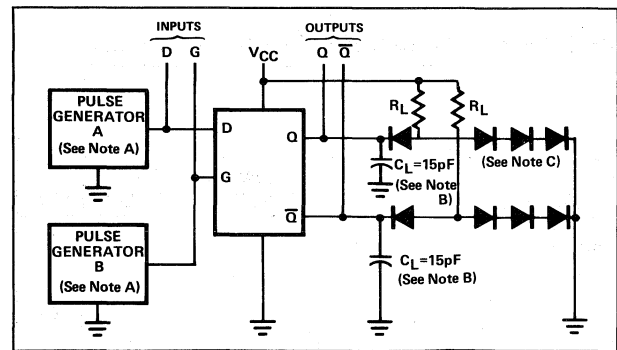 INPUTS
D G
OUTPUTS
Q Q̅
VCC
RL
RL
PULSE
GENERATOR
A
(See Note A)
D
Q
G
Q̅
CL=15pF
(See Note
B)
(See Note C)
PULSE
GENERATOR
B
(See Note A)
CL=15pF
(See Note B)